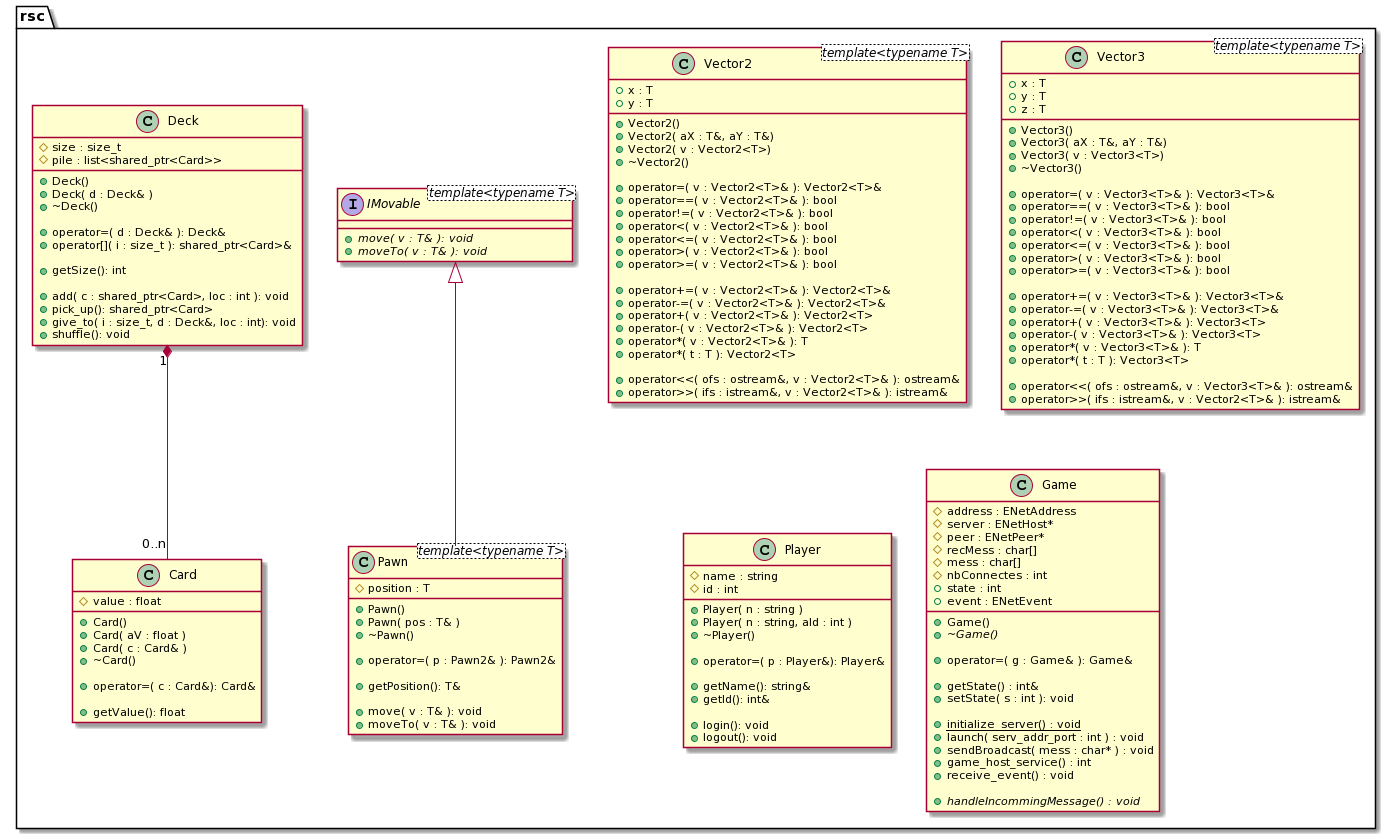 rsc
C Deck
size : size_t
pile : list<shared_ptr<Card>>
Deck()
Deck( d : Deck& )
~Deck()
operator=( d : Deck& ): Deck&
operator[]( i : size_t ): shared_ptr<Card>&
getSize(): int
add( c : shared_ptr<Card>, loc : int ): void
pick_up(): shared_ptr<Card>
give_to( i : size_t, d : Deck&, loc : int): void
shuffle(): void
1
0..n
template<typename T>
I IMovable
move( v : T& ): void
moveTo( v : T& ): void
template<typename T>
C Vector2
x : T
y : T
Vector2()
Vector2( aX : T&, aY : T&)
Vector2( v : Vector2<T>)
~Vector2()
operator=( v : Vector2<T>& ): Vector2<T>&
operator==( v : Vector2<T>& ): bool
operator!=( v : Vector2<T>& ): bool
operator<( v : Vector2<T>& ): bool
operator<=( v : Vector2<T>& ): bool
operator>( v : Vector2<T>& ): bool
operator>=( v : Vector2<T>& ): bool
operator+=( v : Vector2<T>& ): Vector2<T>&
operator-=( v : Vector2<T>& ): Vector2<T>&
operator+( v : Vector2<T>& ): Vector2<T>
operator-( v : Vector2<T>& ): Vector2<T>
operator*( v : Vector2<T>& ): T
operator*( t : T ): Vector2<T>
operator<<( ofs : ostream&, v : Vector2<T>& ): ostream&
operator>>( ifs : istream&, v : Vector2<T>& ): istream&
template<typename T>
C Vector3
x : T
y : T
z : T
Vector3()
Vector3( aX : T&, aY : T&)
Vector3( v : Vector3<T>)
~Vector3()
operator=( v : Vector3<T>& ): Vector3<T>&
operator==( v : Vector3<T>& ): bool
operator!=( v : Vector3<T>& ): bool
operator<( v : Vector3<T>& ): bool
operator<=( v : Vector3<T>& ): bool
operator>( v : Vector3<T>& ): bool
operator>=( v : Vector3<T>& ): bool
operator+=( v : Vector3<T>& ): Vector3<T>&
operator-=( v : Vector3<T>& ): Vector3<T>&
operator+( v : Vector3<T>& ): Vector3<T>
operator-( v : Vector3<T>& ): Vector3<T>
operator*( v : Vector3<T>& ): T
operator*( t : T ): Vector3<T>
operator<<( ofs : ostream&, v : Vector3<T>& ): ostream&
operator>>( ifs : istream&, v : Vector2<T>& ): istream&
C Card
value : float
Card()
Card( aV : float )
Card( c : Card& )
~Card()
operator=( c : Card&): Card&
getValue(): float
template<typename T>
C Pawn
position : T
Pawn()
Pawn( pos : T& )
~Pawn()
operator=( p : Pawn2& ): Pawn2&
getPosition(): T&
move( v : T& ): void
moveTo( v : T& ): void
C Player
name : string
id : int
Player( n : string )
Player( n : string, aId : int )
~Player()
operator=( p : Player&): Player&
getName(): string&
getId(): int&
login(): void
logout(): void
C Game
address : ENetAddress
server : ENetHost*
peer : ENetPeer*
recMess : char[]
mess : char[]
nbConnectes : int
state : int
event : ENetEvent
Game()
~Game()
operator=( g : Game& ): Game&
getState() : int&
setState( s : int ): void
initialize_server() : void
launch( serv_addr_port : int ) : void
sendBroadcast( mess : char* ) : void
game_host_service() : int
receive_event() : void
handleIncommingMessage() : void